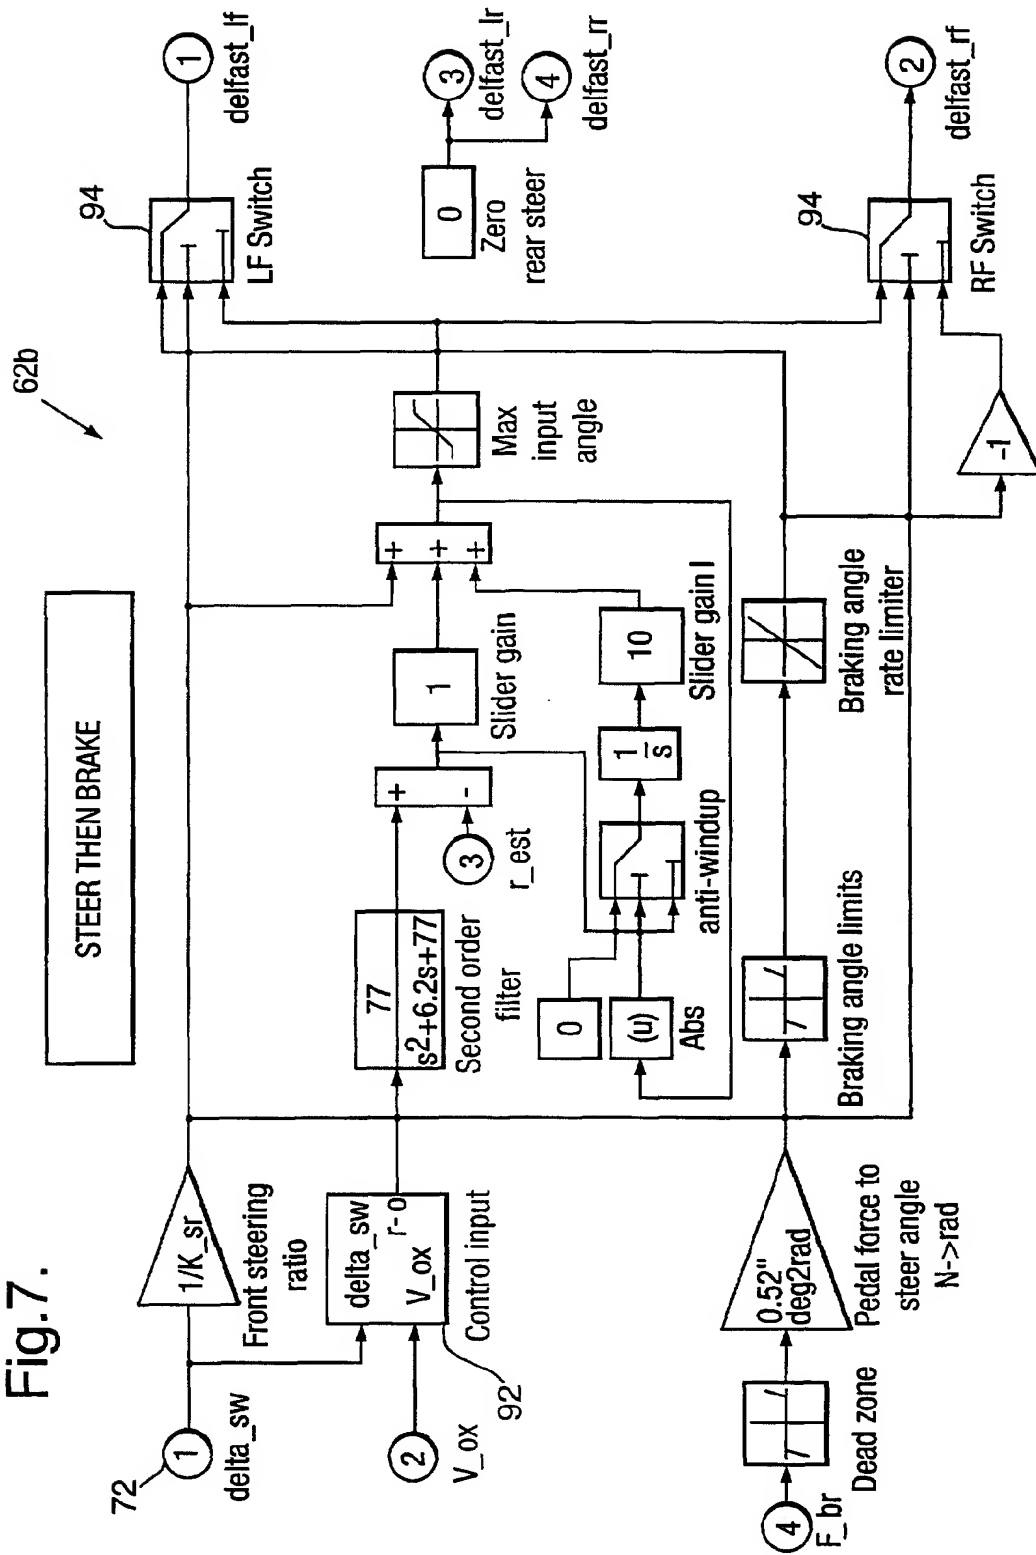 Fig.7.
STEER THEN BRAKE
62b
72
1
delta_sw
1/K_sr
Front steering
ratio
2
V_ox
delta_sw
r-o
V_ox
92
Control input
77
s2+6.2s+77
Second order
filter
+
-
3
r_est
1
Slider gain
+
+
+
Max
input
angle
0
(u)
Abs
anti-windup
1
s
10
Slider gain I
4
F_br
Dead zone
0.52"
deg2rad
Pedal force to
steer angle
N->rad
Braking angle limits
Braking angle
rate limiter
-1
94
LF Switch
1
delfast_lf
0
Zero
rear steer
3
delfast_lr
4
delfast_rr
94
RF Switch
2
delfast_rf